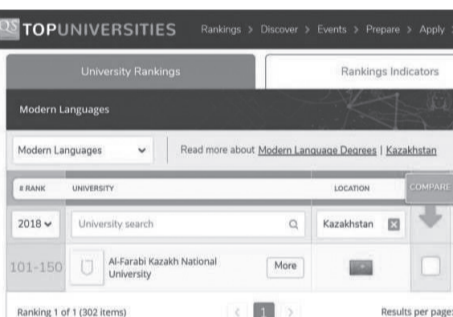 QS TOPUNIVERSITIES Rankings > Discover > Events > Prepare > Apply
University Rankings Rankings Indicators
Modern Languages
Modern Languages Read more about Modern Language Degrees | Kazakhstan
# RANK UNIVERSITY LOCATION COMPARE
2018 University search Kazakhstan
101-150 Al-Farabi Kazakh National University More
Ranking 1 of 1 (302 items) < 1 > Results per page: